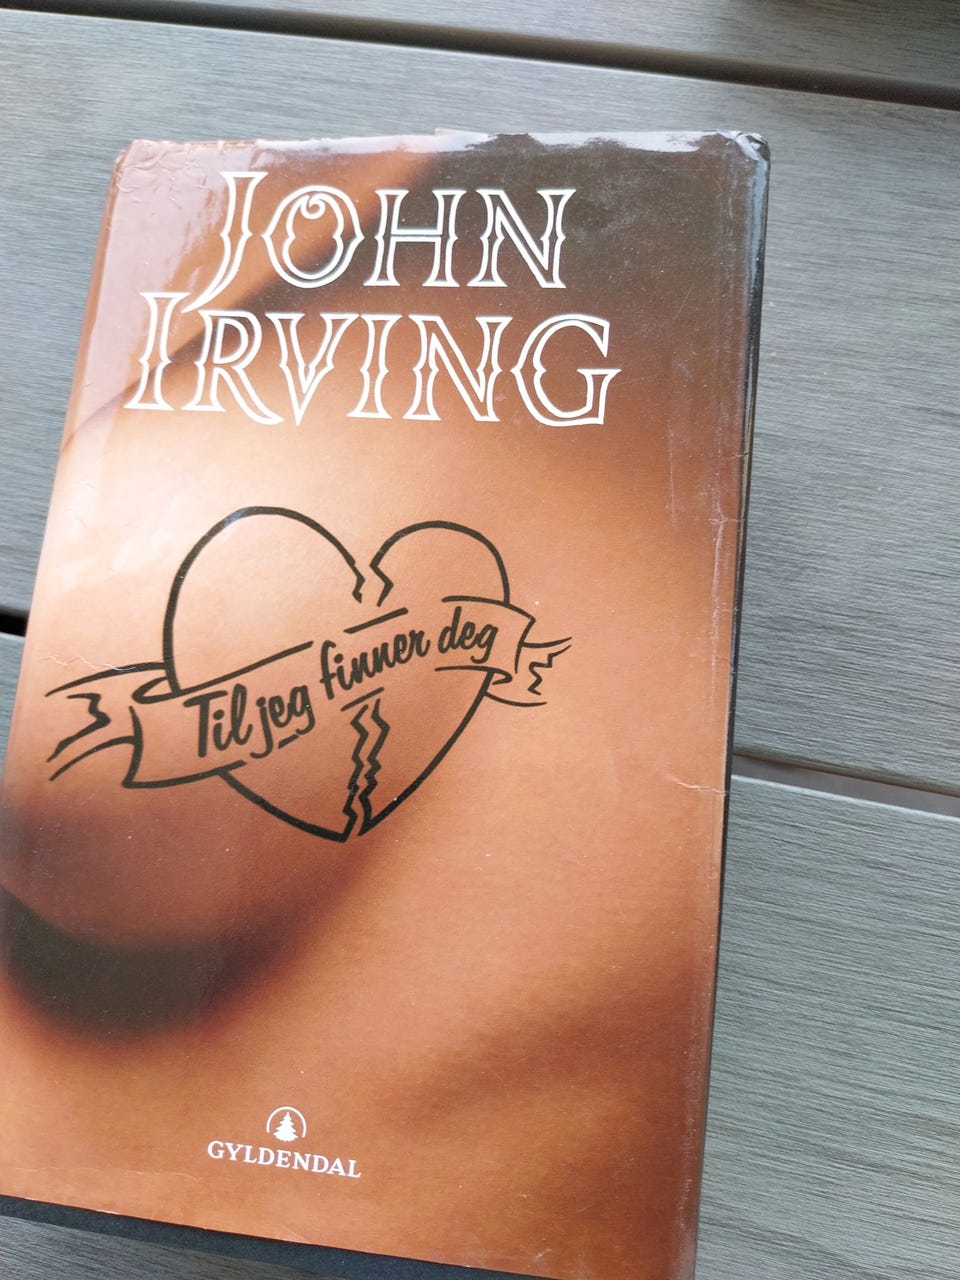 JOHN
IRVING
Til jeg finner deg
GYLDENDAL